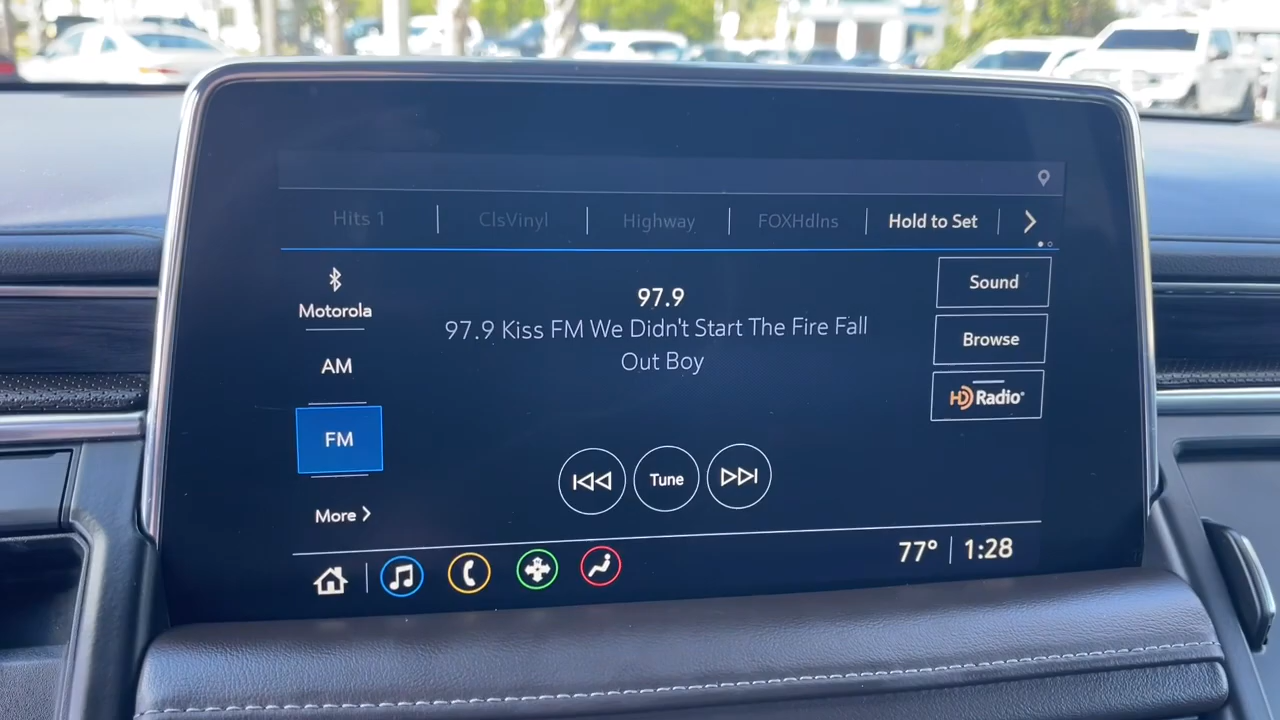 Hits 1 ClsVinyl Highway FOXHdlns Hold to Set
Motorola
AM
FM
More
97.9
97.9 Kiss FM We Didn't Start The Fire Fall
Out Boy
Tune
Sound
Browse
HD Radio®
77° 1:28